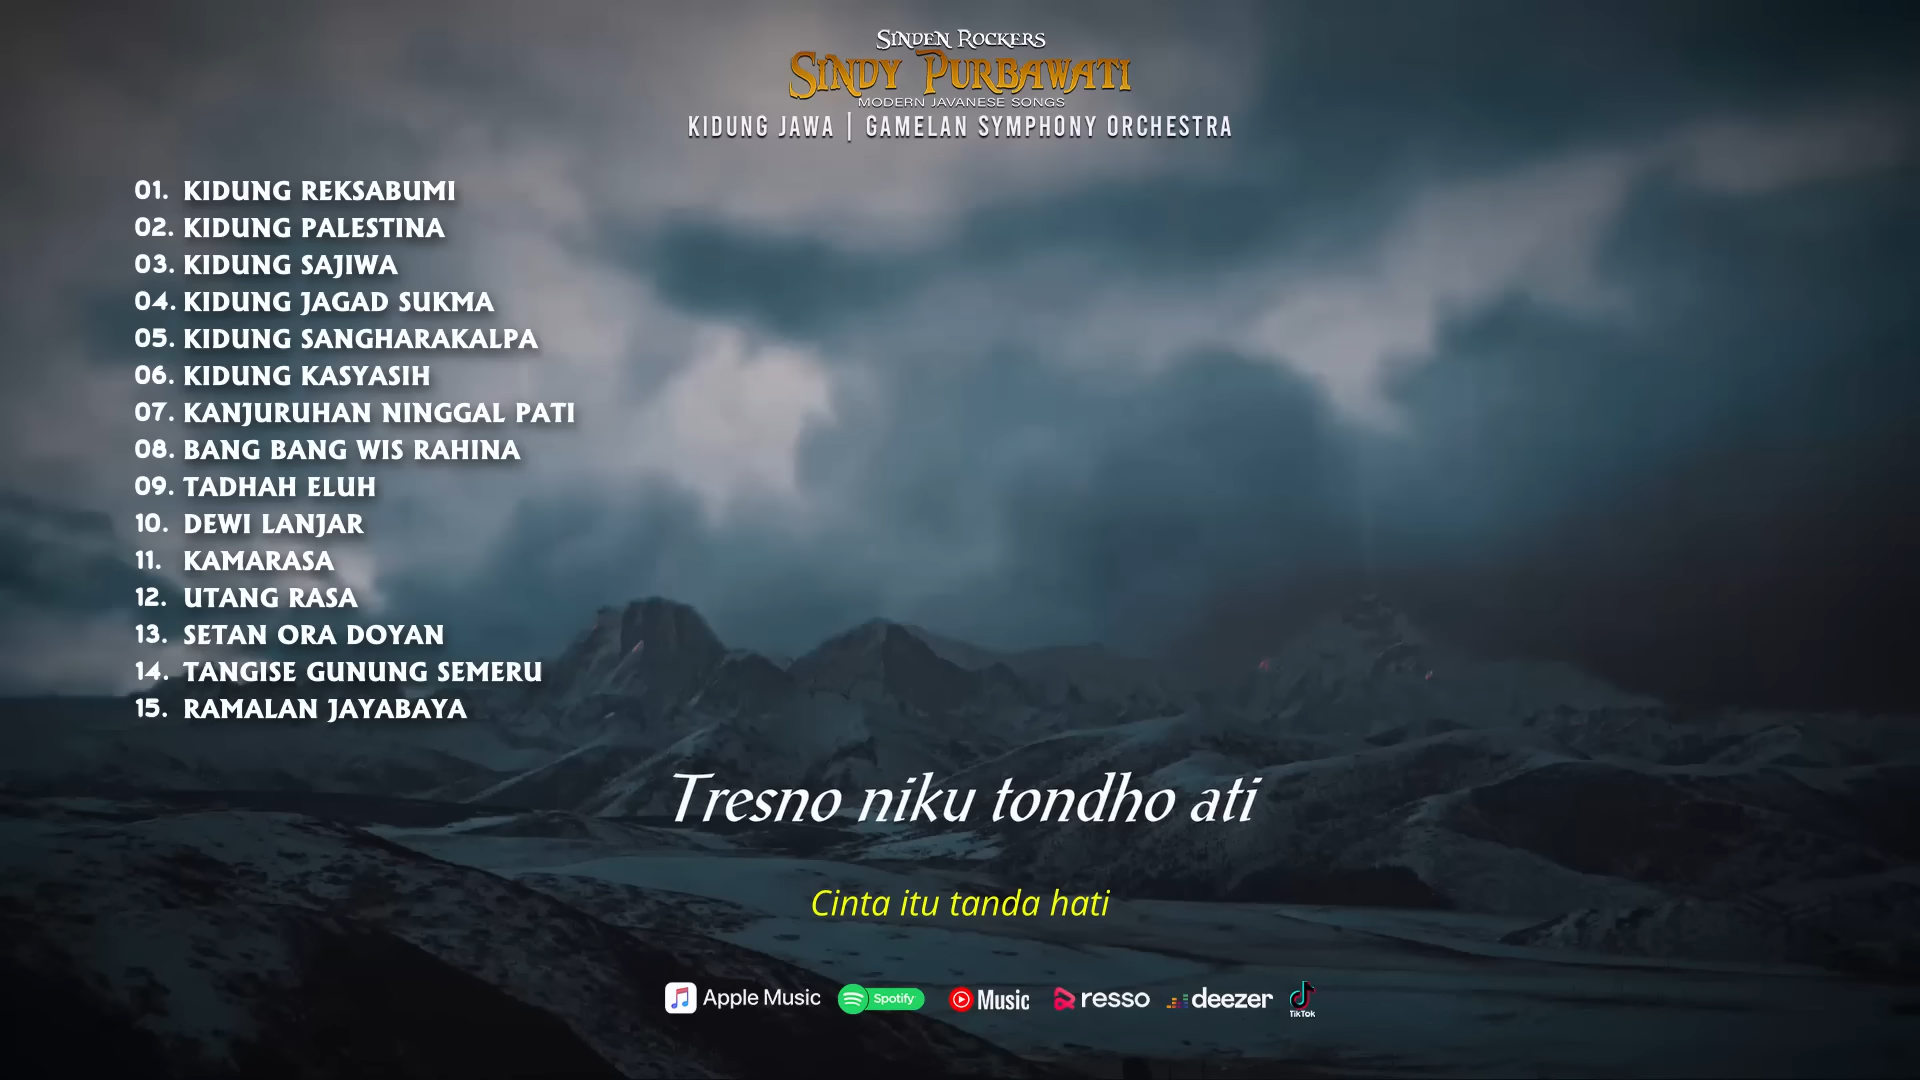 SINDEN ROCKERS
SINDY PURBAWATI
MODERN JAVANESE SONGS
KIDUNG JAWA | GAMELAN SYMPHONY ORCHESTRA
01. KIDUNG REKSABUMI
02. KIDUNG PALESTINA
03. KIDUNG SAJIWA
04. KIDUNG JAGAD SUKMA
05. KIDUNG SANGHARAKALPA
06. KIDUNG KASYASIH
07. KANJURUHAN NINGGAL PATI
08. BANG BANG WIS RAHINA
09. TADHAH ELUH
10. DEWI LANJAR
11. KAMARASA
12. UTANG RASA
13. SETAN ORA DOYAN
14. TANGISE GUNUNG SEMERU
15. RAMALAN JAYABAYA
Tresno niku tondho ati
Cinta itu tanda hati
Apple Music Spotify Music resso deezer TikTok